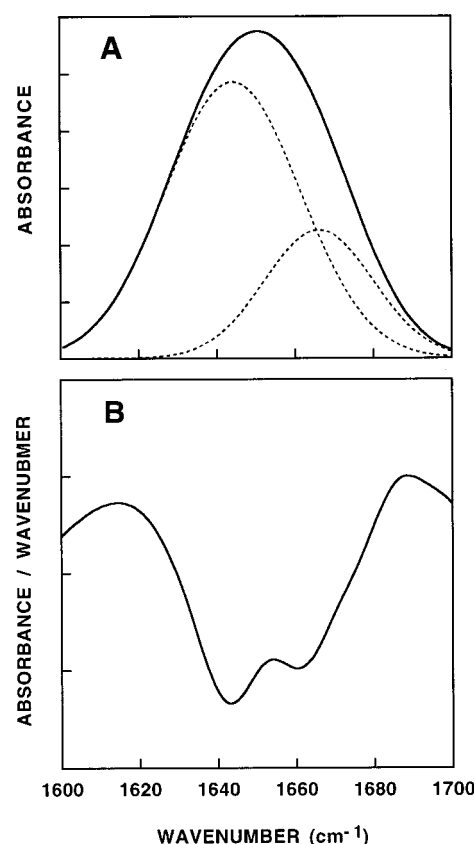 A
ABSORBANCE
B
ABSORBANCE / WAVENUBMER
1600 1620 1640 1660 1680 1700
WAVENUMBER (cm-1)